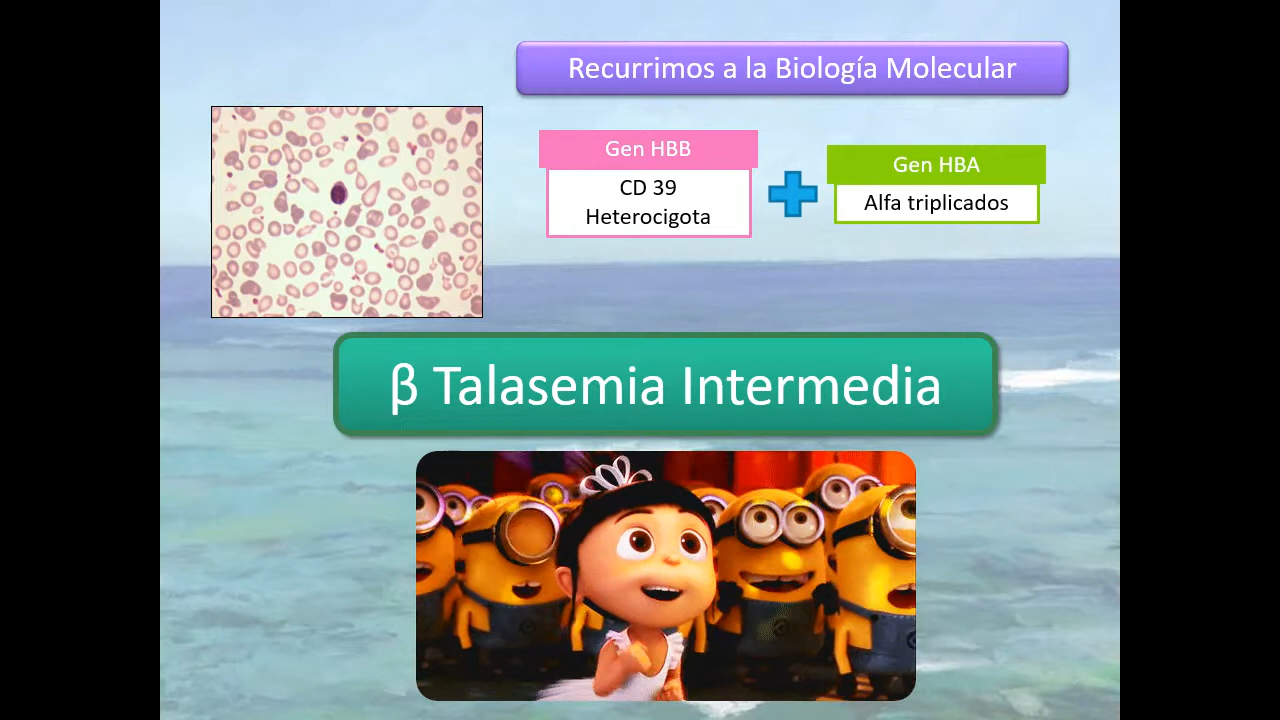 Recurrimos a la Biología Molecular
Gen HBB
CD 39
Heterocigota
Gen HBA
Alfa triplicados
β Talasemia Intermedia